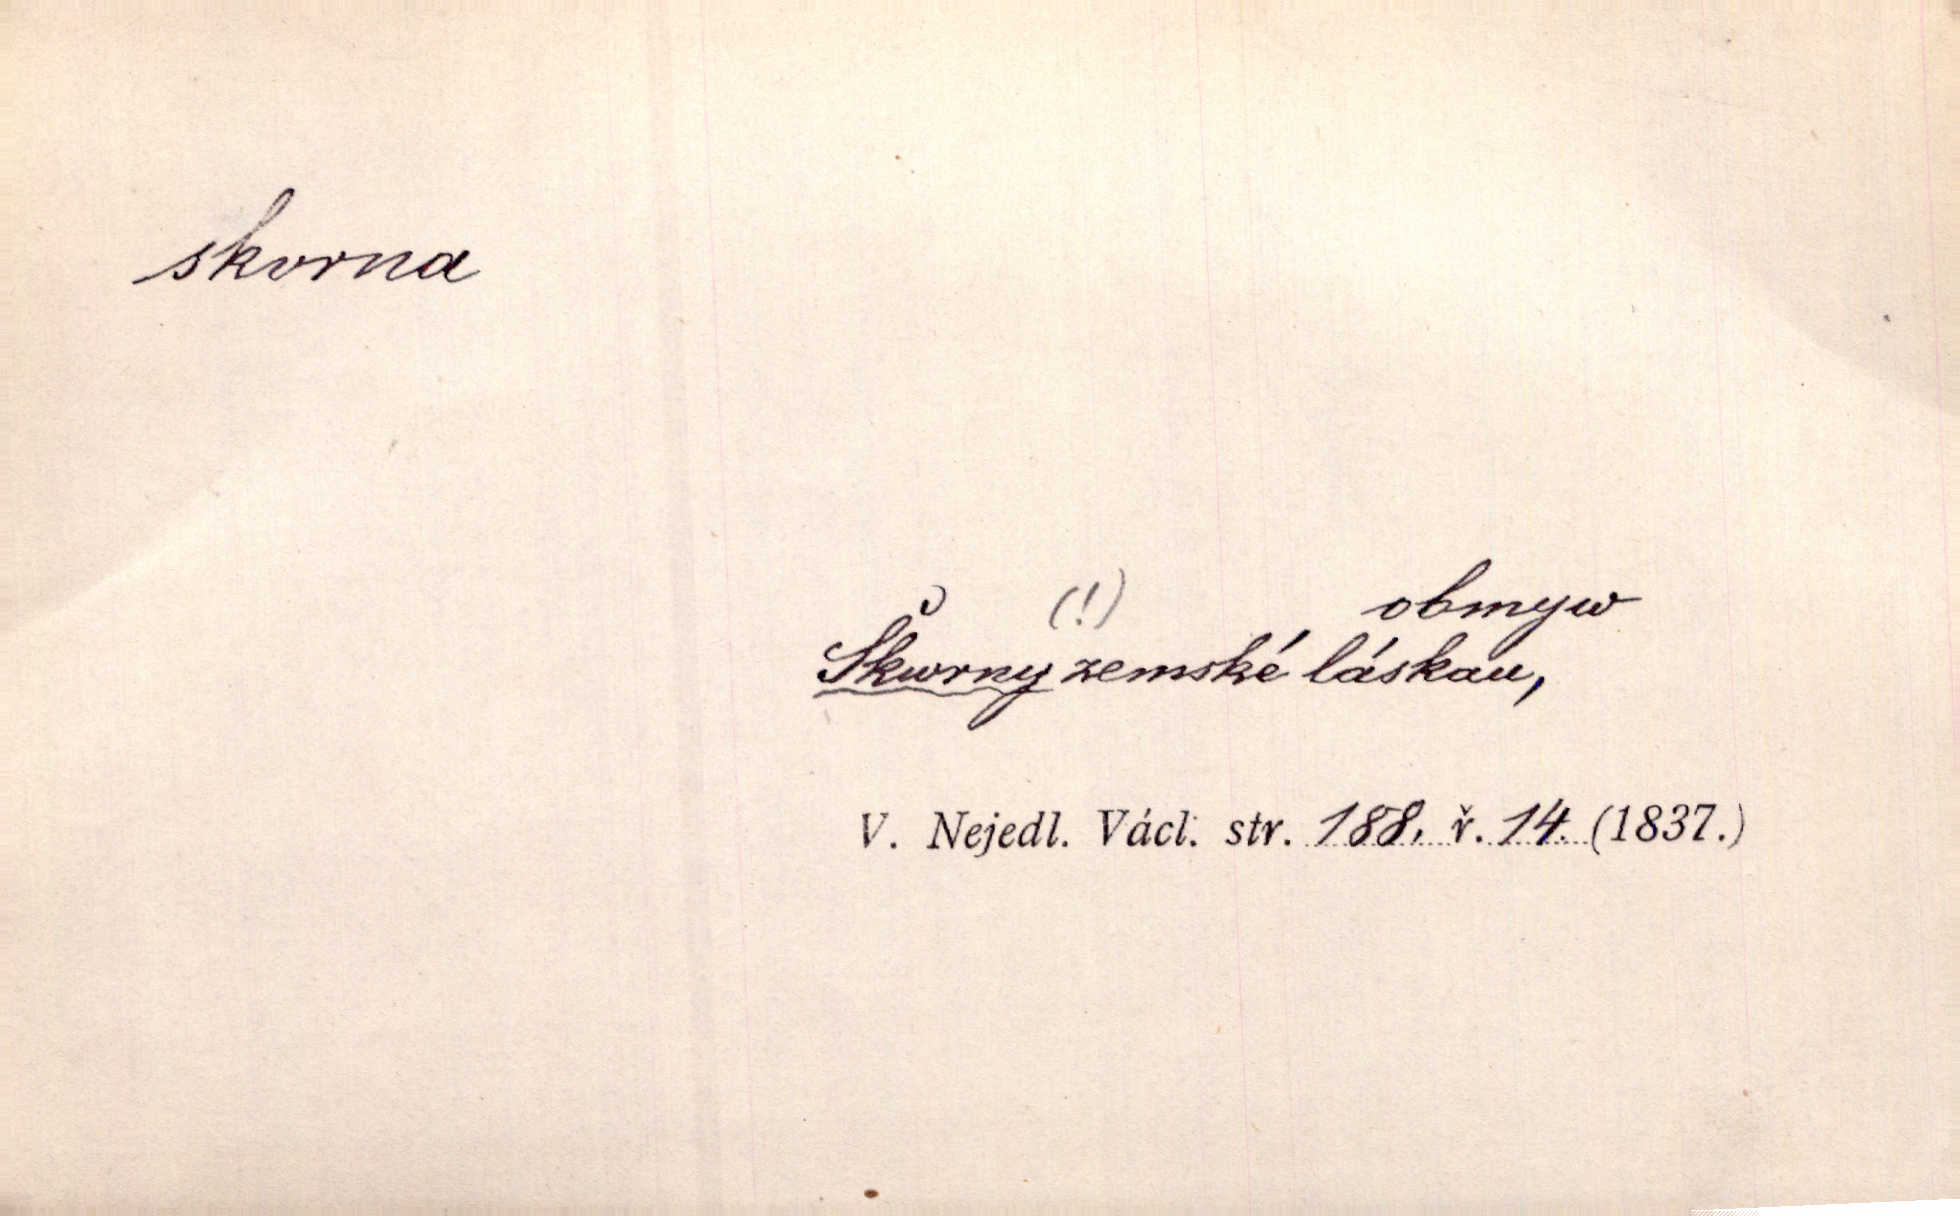 skvrna
(!) obmyw
Škwrny zemské láskau,
V. Nejedl. Václ. str. 188, ř. 14. (1837.)